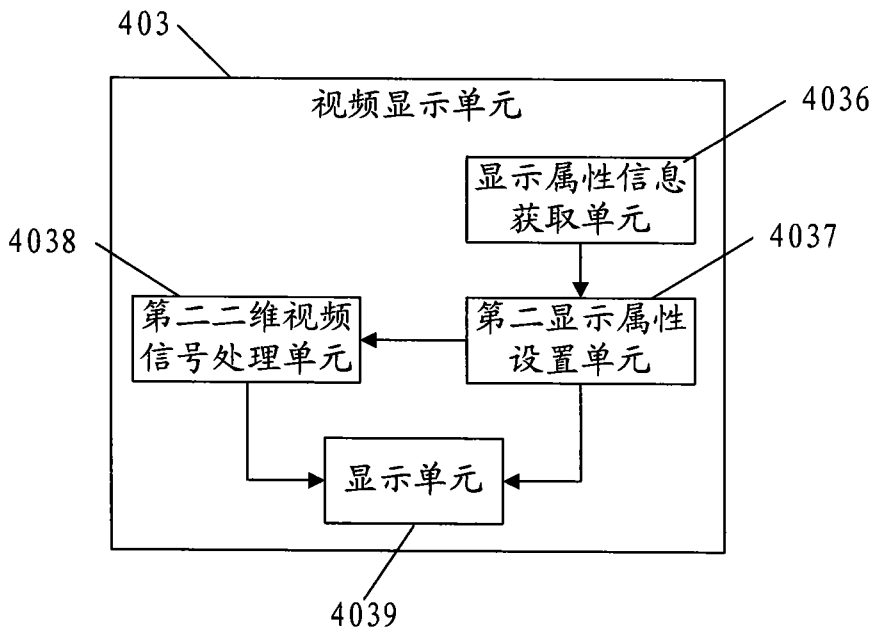 403
视频显示单元
4036
显示属性信息
获取单元
4038
4037
第二二维视频
信号处理单元
第二显示属性
设置单元
显示单元
4039